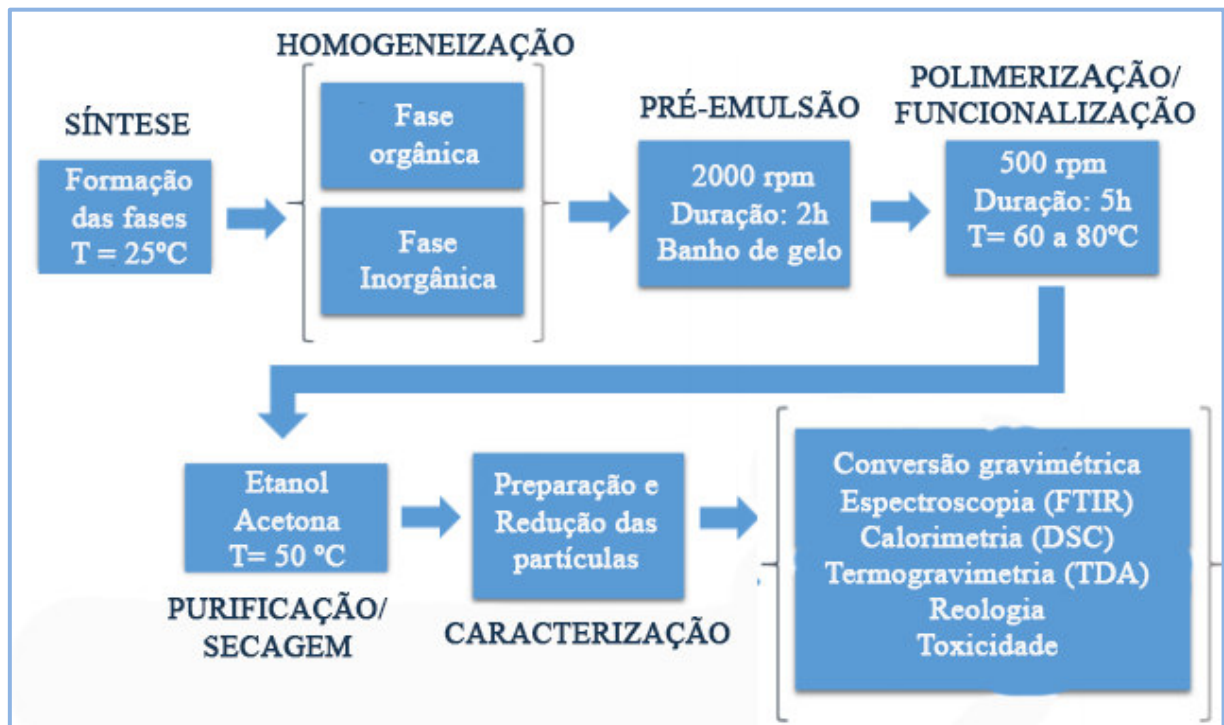 SÍNTESE
Formação
das fases
T = 25ºC
HOMOGENEIZAÇÃO
Fase
orgânica
Fase
Inorgânica
PRÉ-EMULSÃO
2000 rpm
Duração: 2h
Banho de gelo
POLIMERIZAÇÃO/
FUNCIONALIZAÇÃO
500 rpm
Duração: 5h
T= 60 a 80ºC
Etanol
Acetona
T= 50 ºC
PURIFICAÇÃO/
SECAGEM
Preparação e
Redução das
partículas
CARACTERIZAÇÃO
Conversão gravimétrica
Espectroscopia (FTIR)
Calorimetria (DSC)
Termogravimetria (TDA)
Reologia
Toxicidade